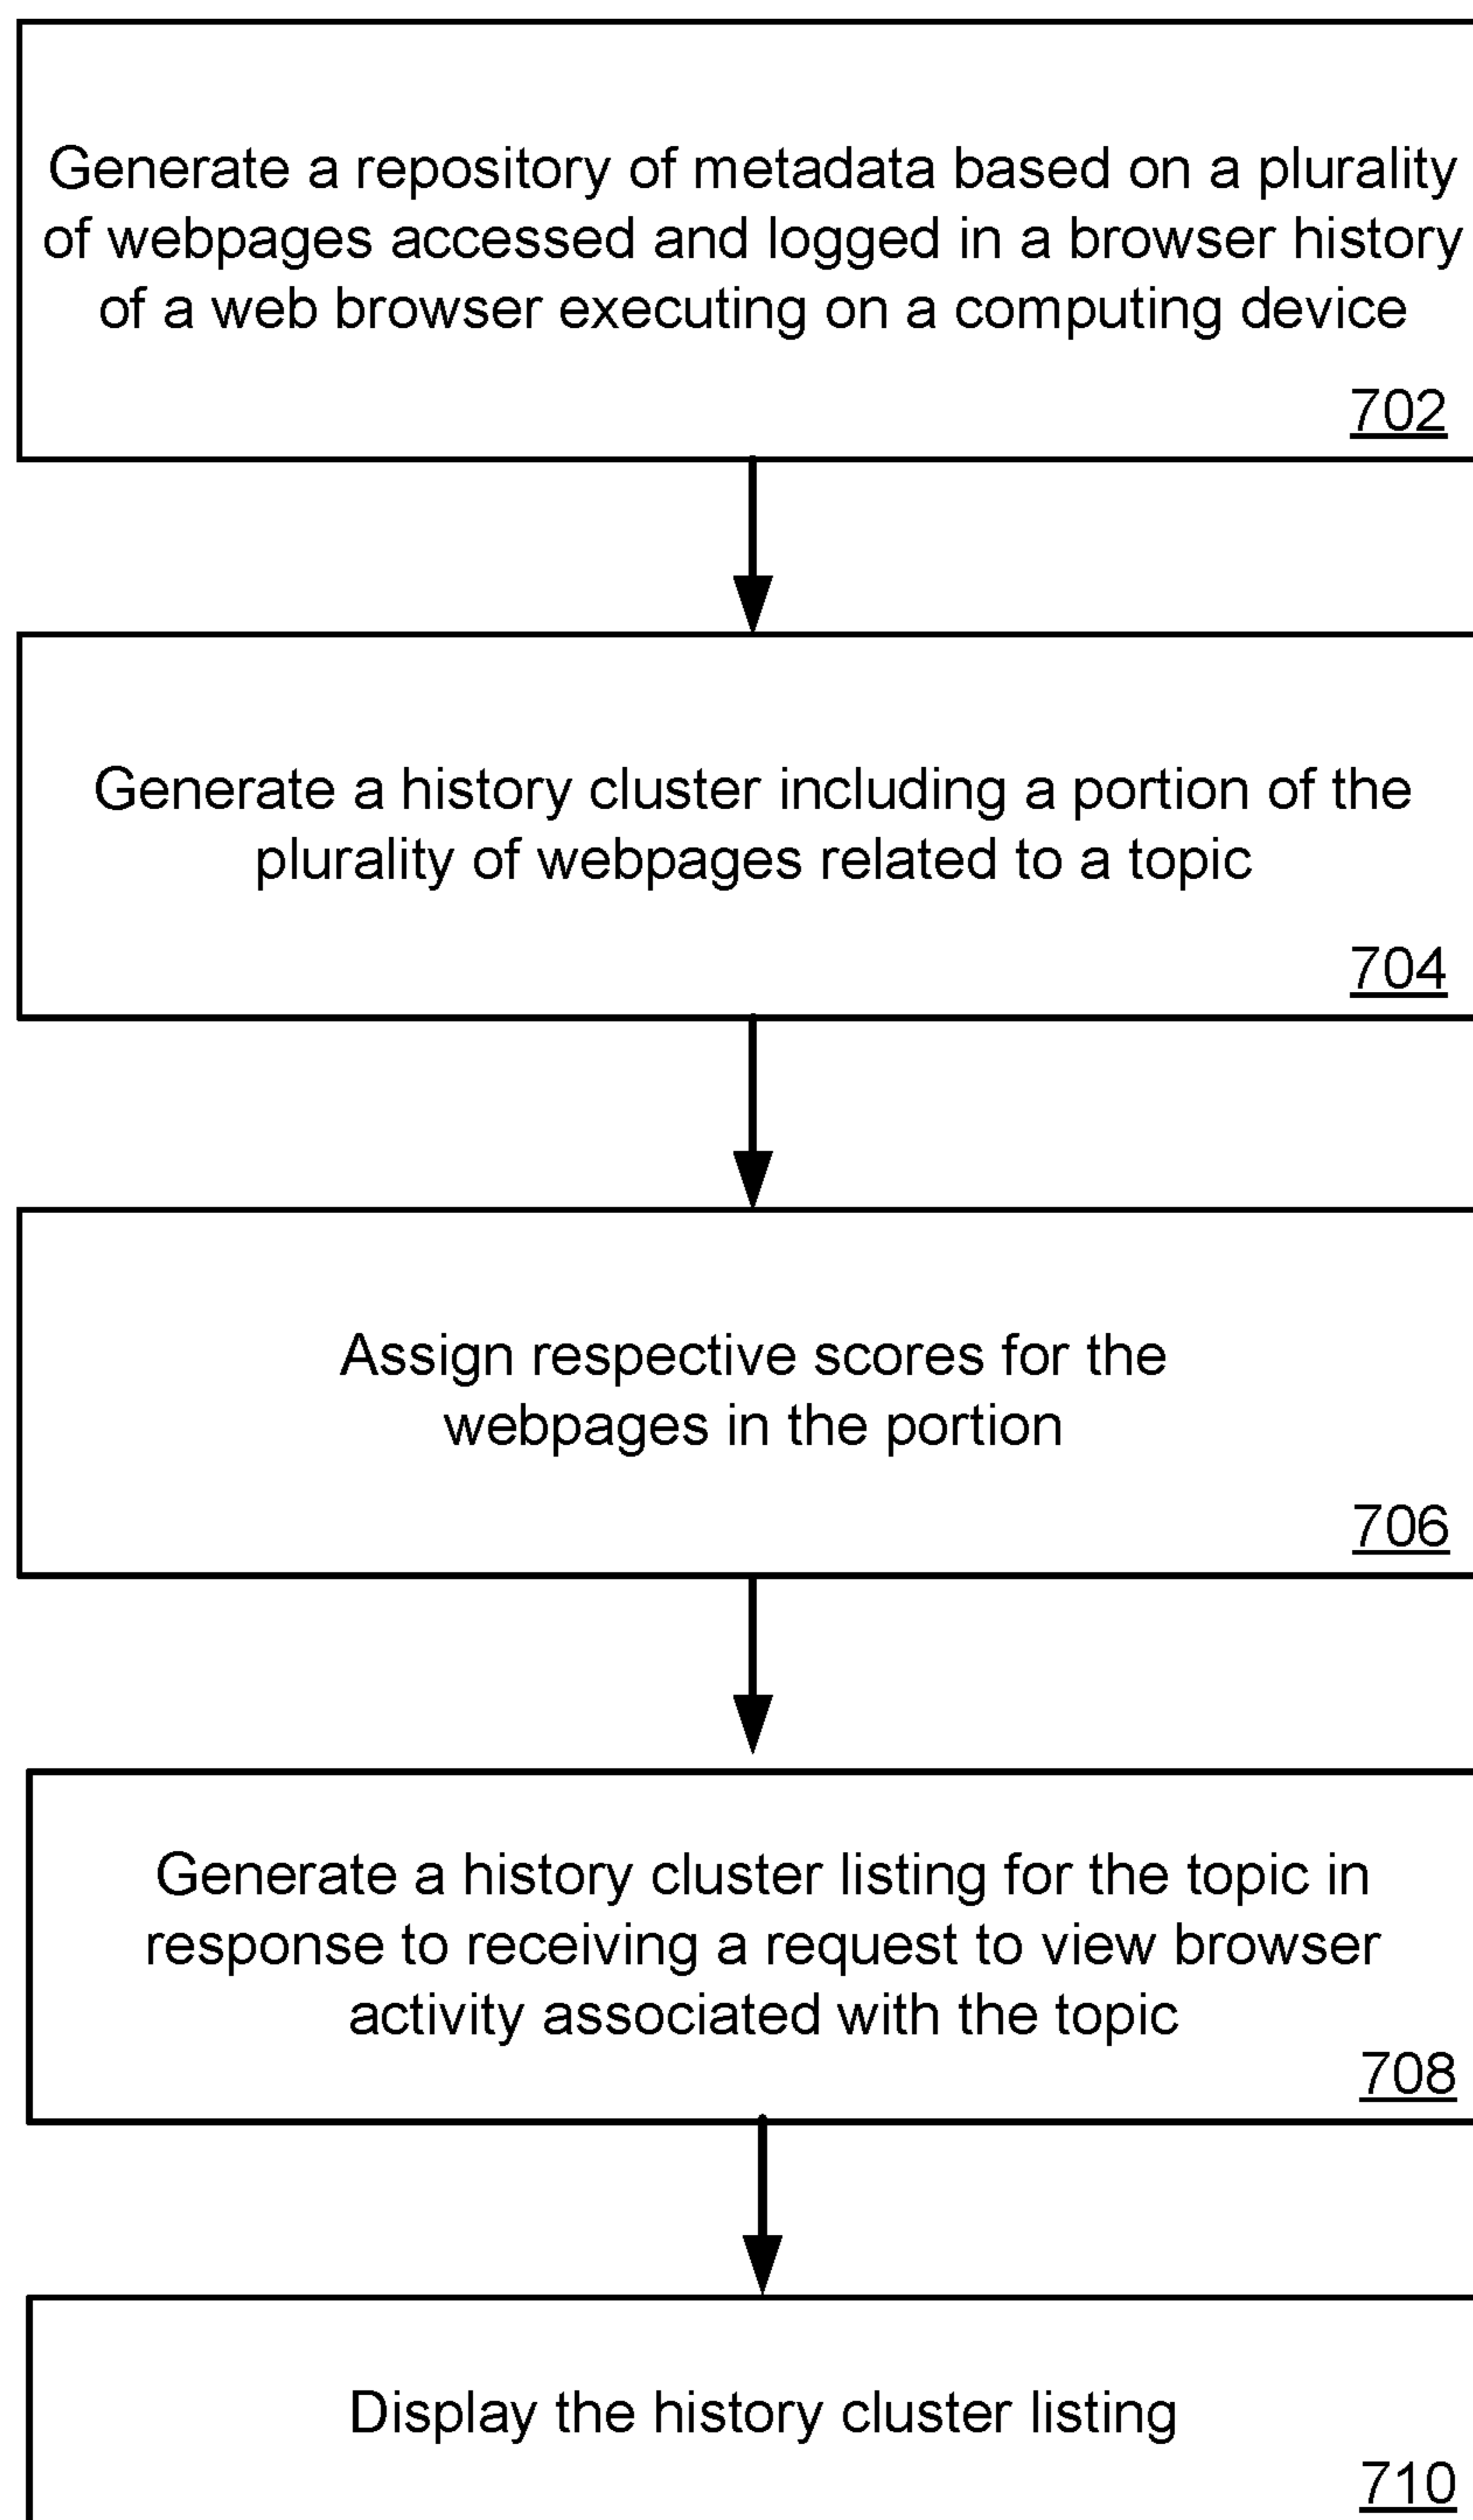 Generate a repository of metadata based on a plurality
of webpages accessed and logged in a browser history
of a web browser executing on a computing device
702
Generate a history cluster including a portion of the
plurality of webpages related to a topic
704
Assign respective scores for the
webpages in the portion
706
Generate a history cluster listing for the topic in
response to receiving a request to view browser
activity associated with the topic
708
Display the history cluster listing
710